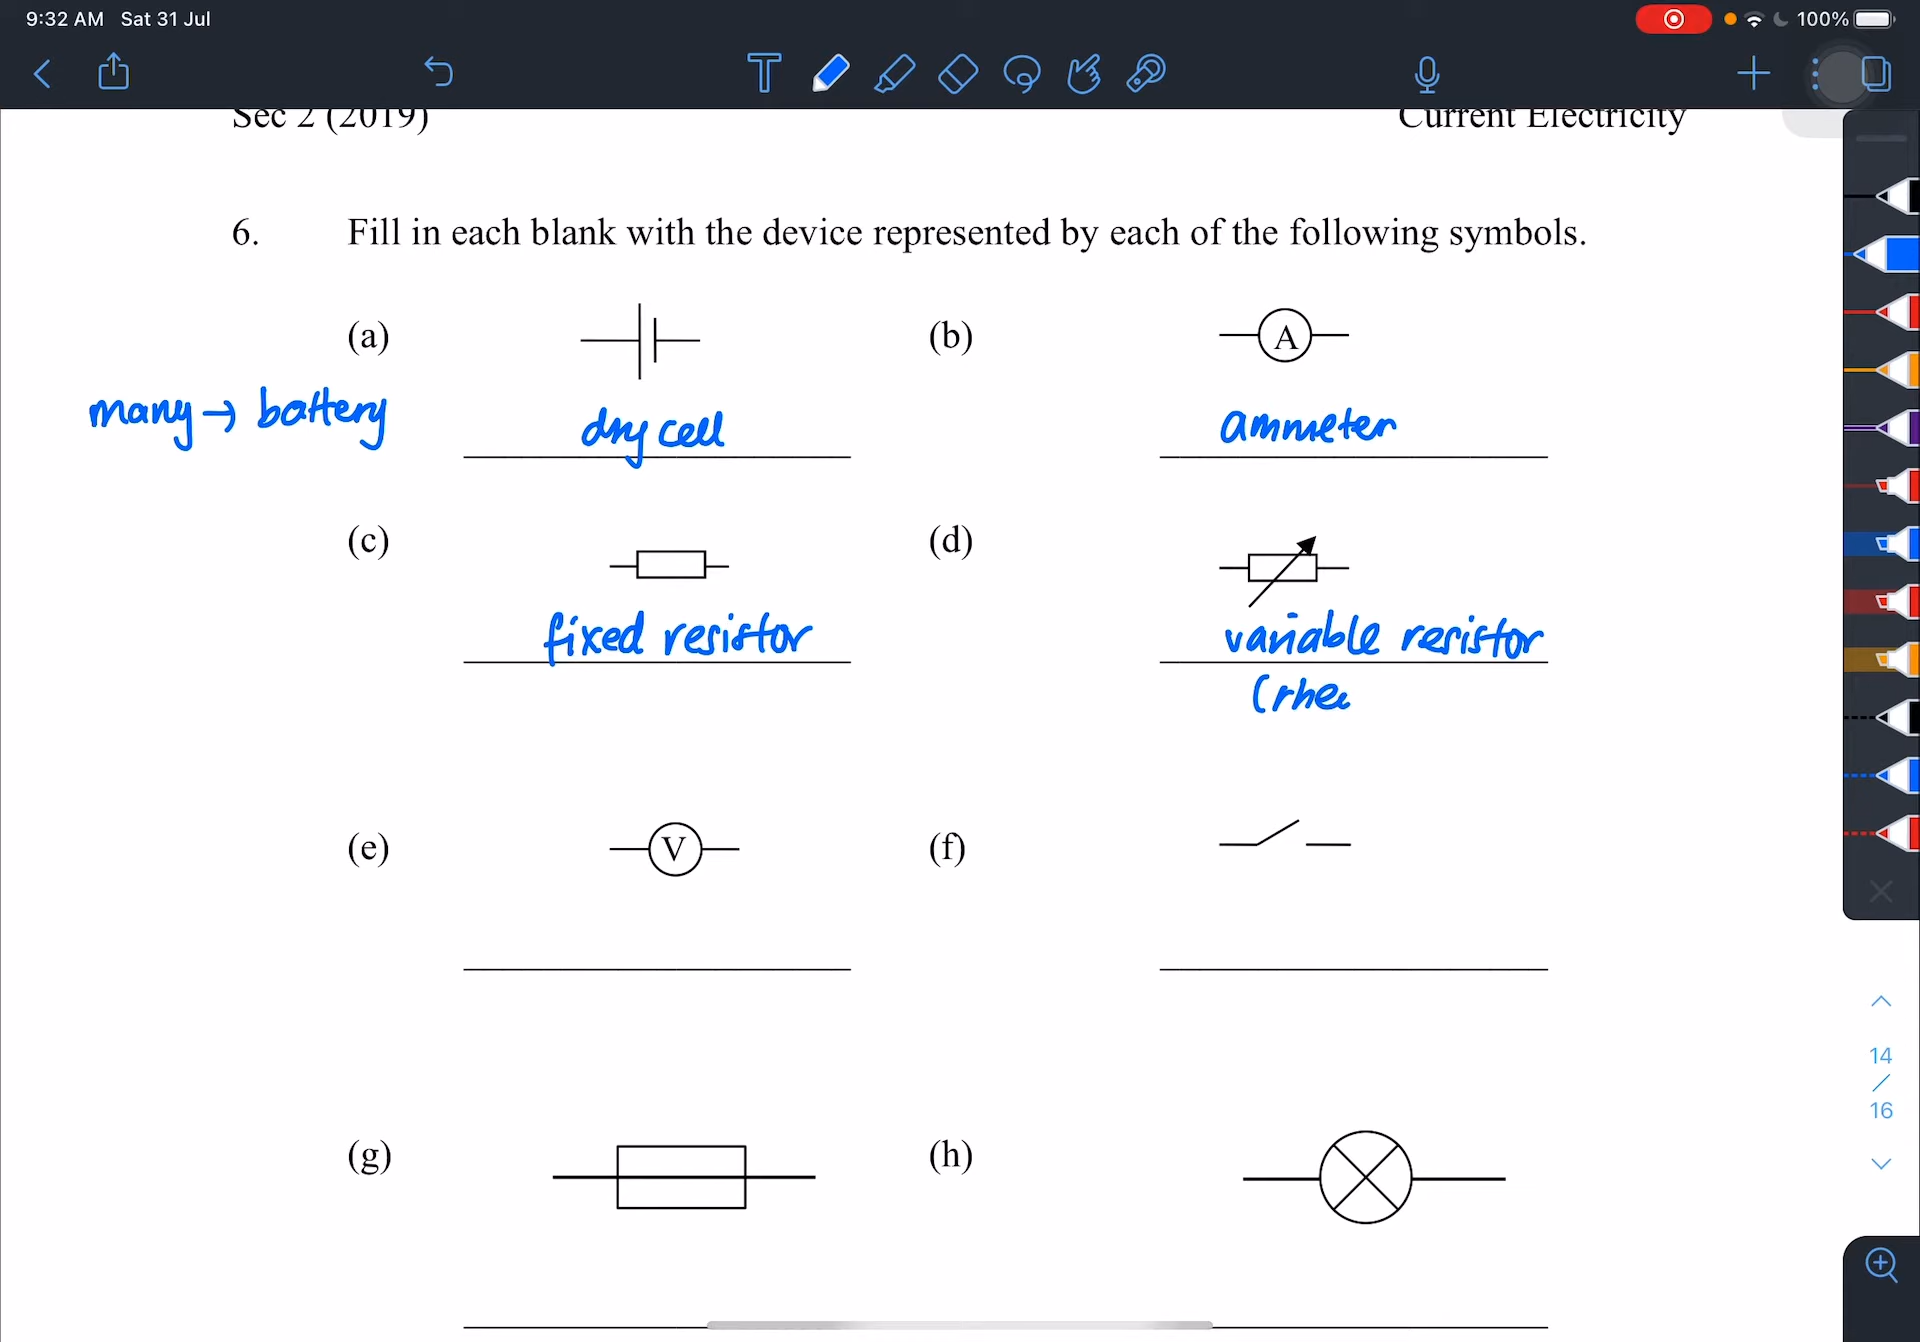 9:32 AM Sat 31 Jul 100%
Sec 2 (2019) Current Electricity
6. Fill in each blank with the device represented by each of the following symbols.
(a) (b) A
many → battery dry cell ammeter
(c) (d)
fixed resistor variable resistor
(rheo
(e) V (f)
14
/
16
(g) (h)